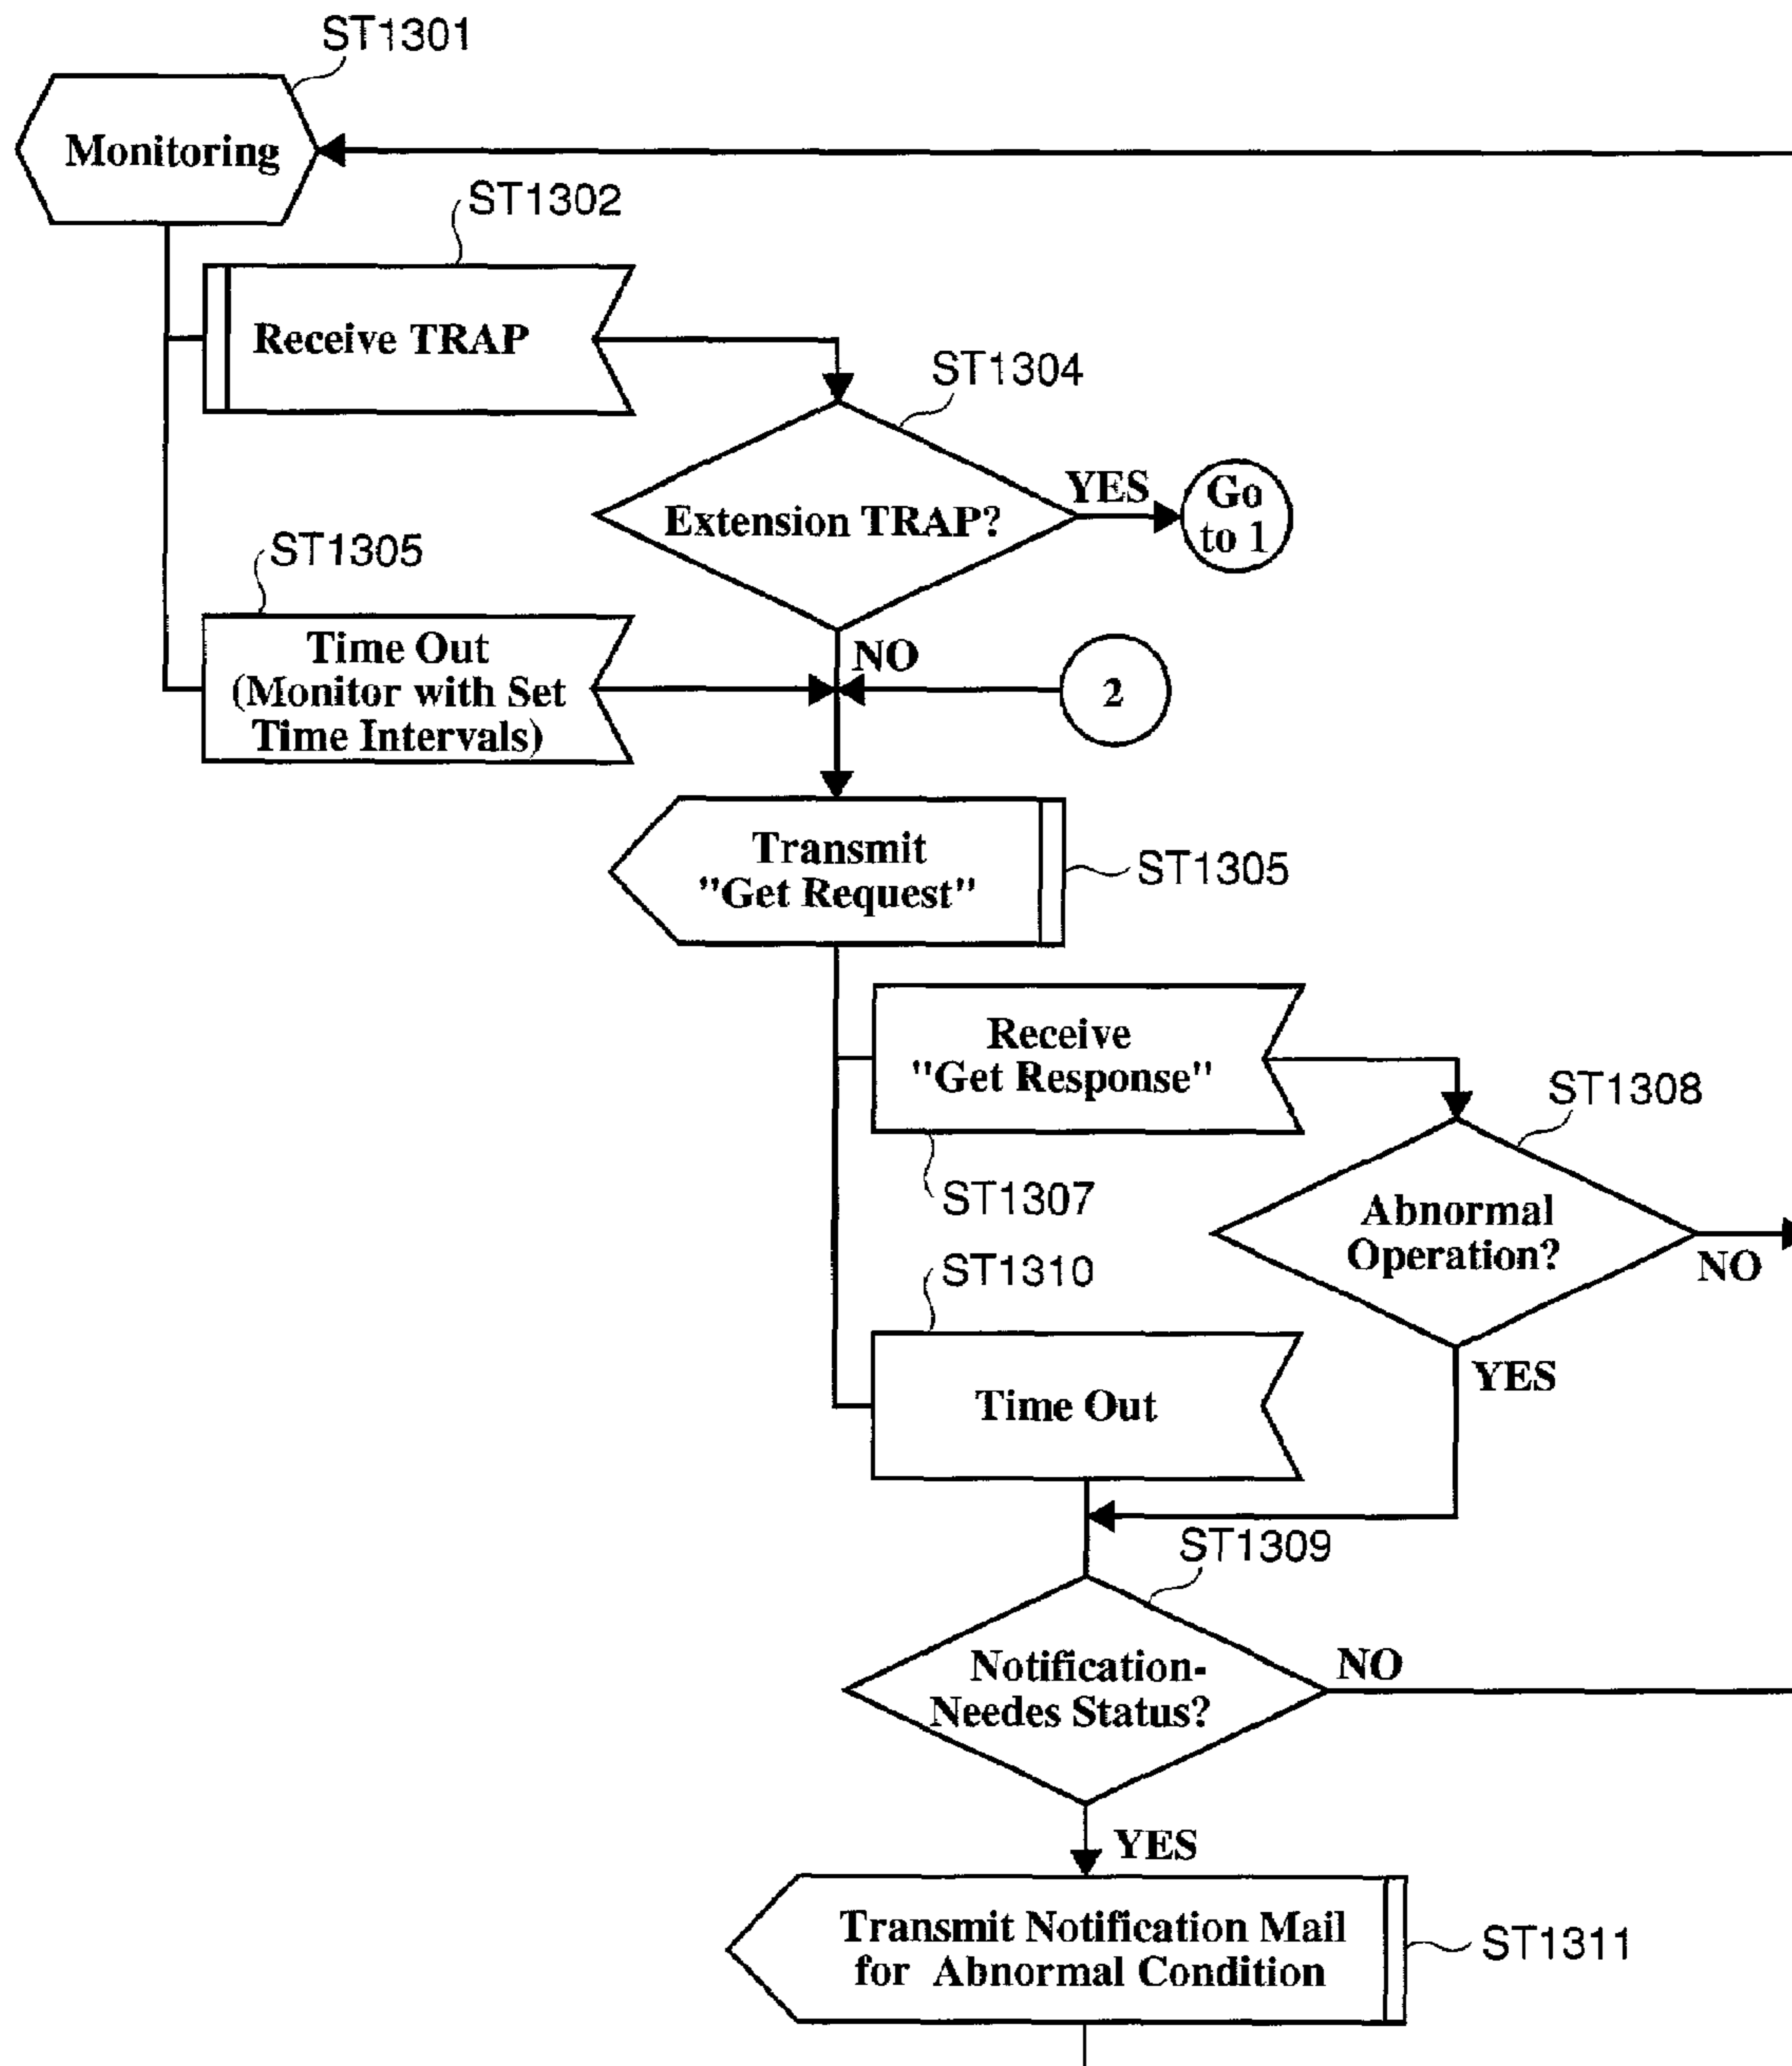 ST1301
Monitoring
ST1302
Receive TRAP
ST1304
Extension TRAP?
YES
Go
to 1
ST1305
Time Out
(Monitor with Set
Time Intervals)
NO
2
Transmit
"Get Request"
ST1305
Receive
"Get Response"
ST1307
ST1308
Abnormal
Operation?
NO
YES
ST1310
Time Out
ST1309
Notification-
Needes Status?
NO
YES
Transmit Notification Mail
for Abnormal Condition
ST1311